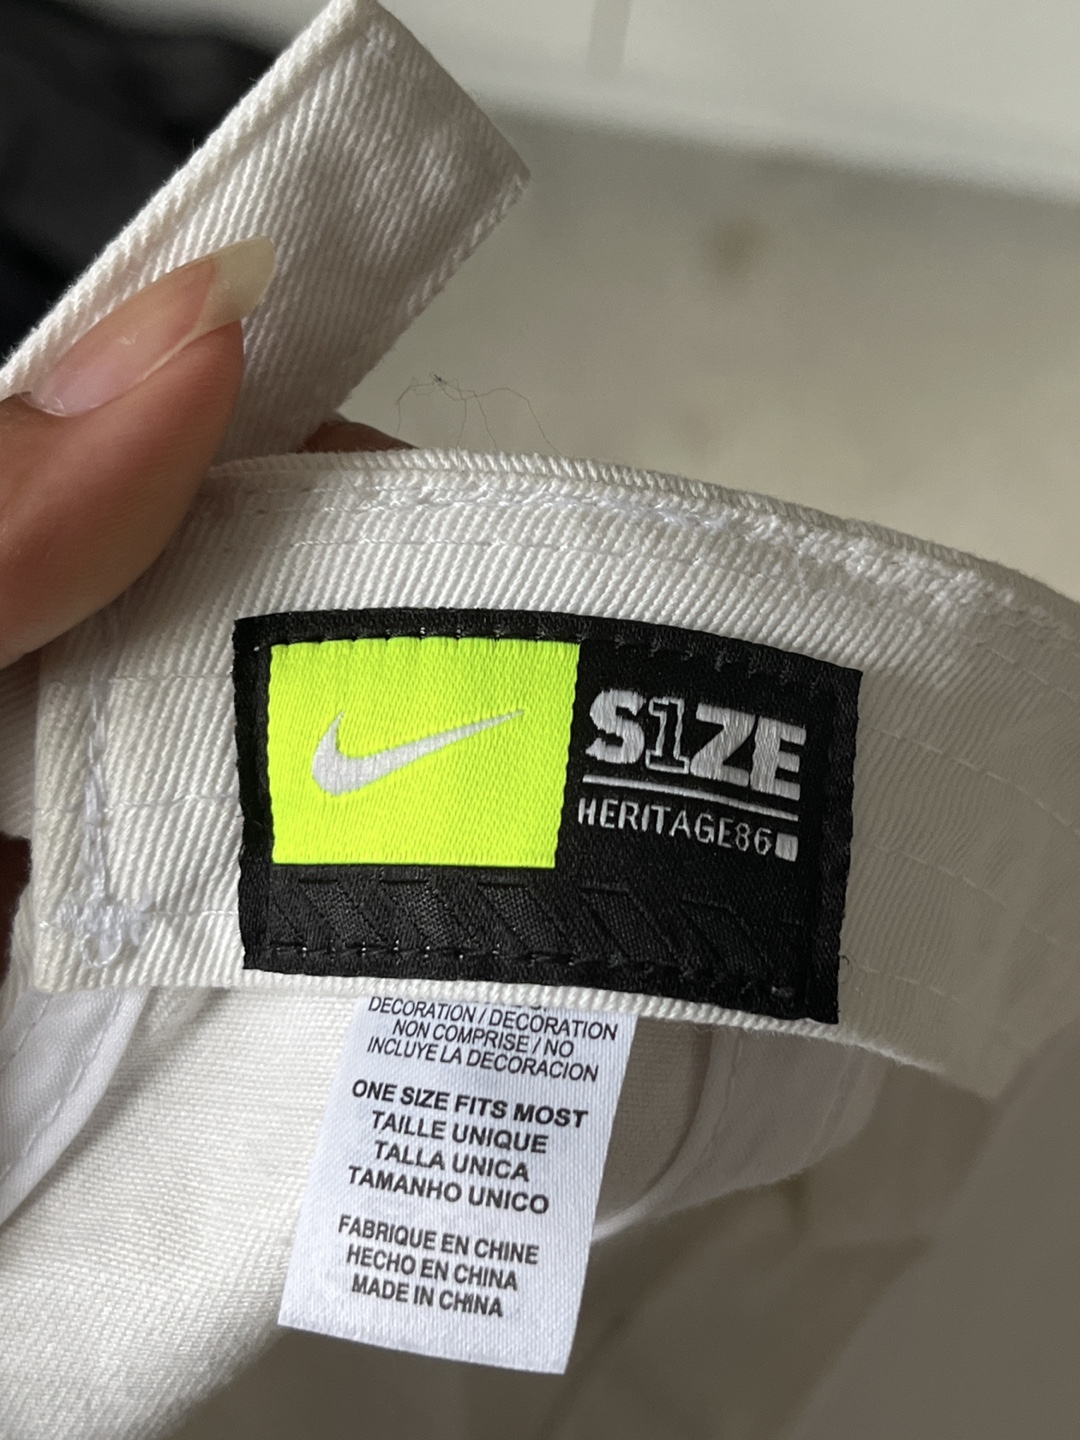 S1ZE
HERITAGE86
DECORATION / DECORATION
NON COMPRISE / NO
INCLUYE LA DECORACION
ONE SIZE FITS MOST
TAILLE UNIQUE
TALLA UNICA
TAMANHO UNICO
FABRIQUE EN CHINE
HECHO EN CHINA
MADE IN CHINA